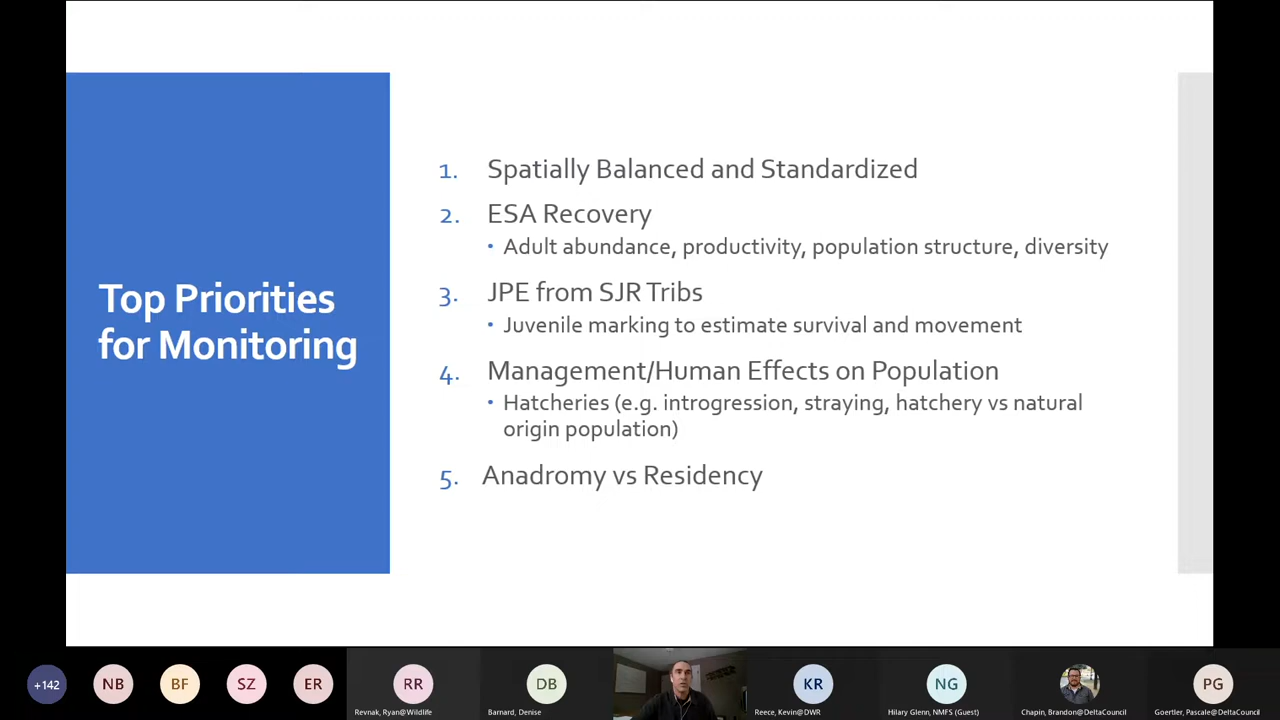 Top Priorities
for Monitoring
1. Spatially Balanced and Standardized
2. ESA Recovery
• Adult abundance, productivity, population structure, diversity
3. JPE from SJR Tribs
• Juvenile marking to estimate survival and movement
4. Management/Human Effects on Population
• Hatcheries (e.g. introgression, straying, hatchery vs natural
origin population)
5. Anadromy vs Residency
+142
NB
BF
SZ
ER
RR
Revnak, Ryan@Wildlife
DB
Barnard, Denise
KR
Reece, Kevin@DWR
NG
Hilary Glenn, NMFS (Guest)
Chapin, Brandon@DeltaCouncil
PG
Goertler, Pascale@DeltaCouncil